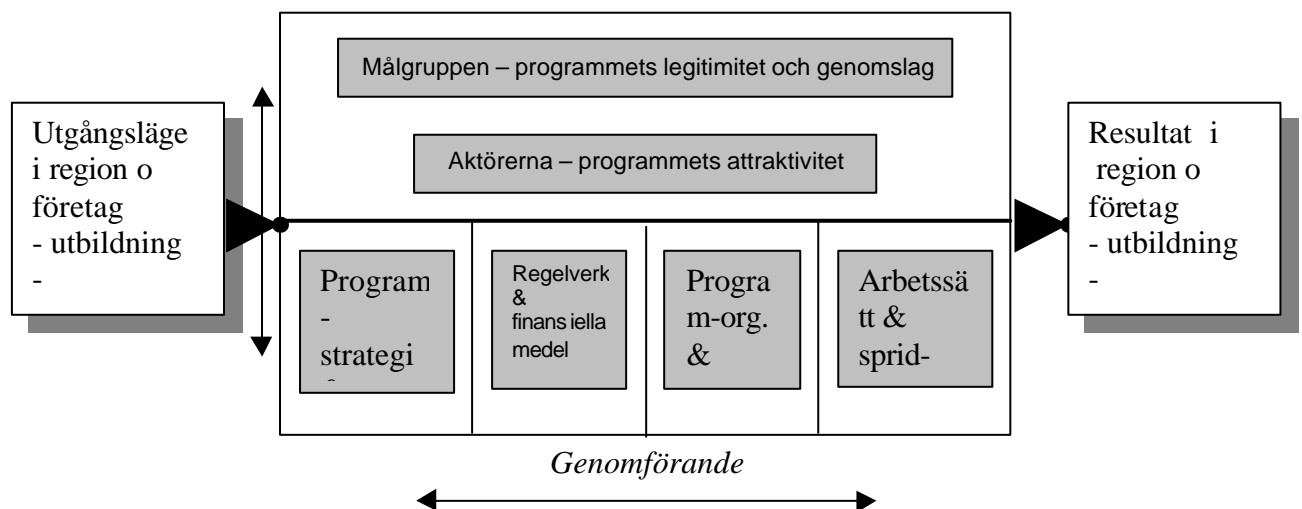 Målgruppen – programmets legitimitet och genomslag
Aktörerna – programmets attraktivitet
Utgångsläge
i region o
företag
- utbildning
-
Program
-
strategi
Regelverk
&
finansiella
medel
Progra
m-org.
&
Arbetssä
tt &
sprid-
Resultat i
region o
företag
- utbildning
-
Genomförande